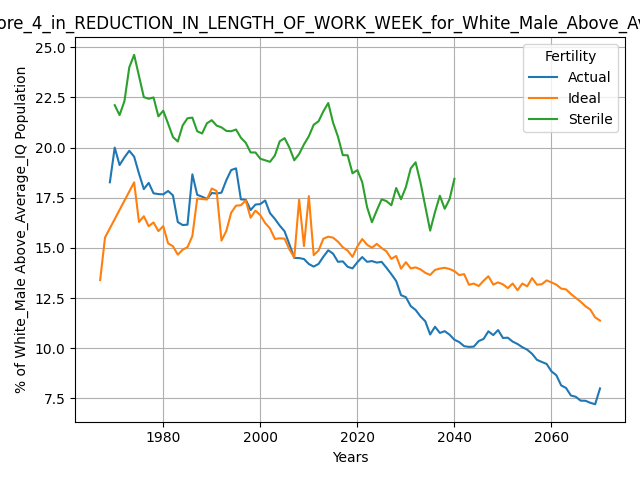 ore_4_in_REDUCTION_IN_LENGTH_OF_WORK_WEEK_for_White_Male_Above_Av
% of White_Male Above_Average_IQ Population
25.0
22.5
20.0
17.5
15.0
12.5
10.0
7.5
Fertility
Actual
Ideal
Sterile
1980
2000
2020
2040
2060
Years